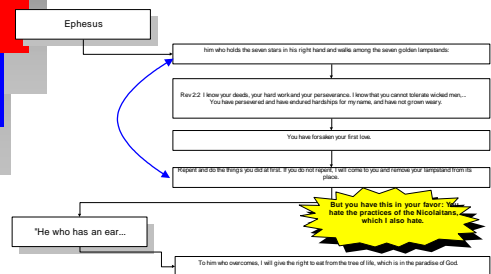 Ephesus
him who holds the seven stars in his right hand and walks among the seven golden lampstands:
Rev 2:2 I know your deeds, your hard work and your perseverance. I know that you cannot tolerate wicked men,...
You have persevered and have endured hardships for my name, and have not grown weary.
You have forsaken your first love.
Repent and do the things you did at first. If you do not repent, I will come to you and remove your lampstand from its
place.
But you have this in your favor: You
hate the practices of the Nicolaitans,
which I also hate.
"He who has an ear...
To him who overcomes, I will give the right to eat from the tree of life, which is in the paradise of God.